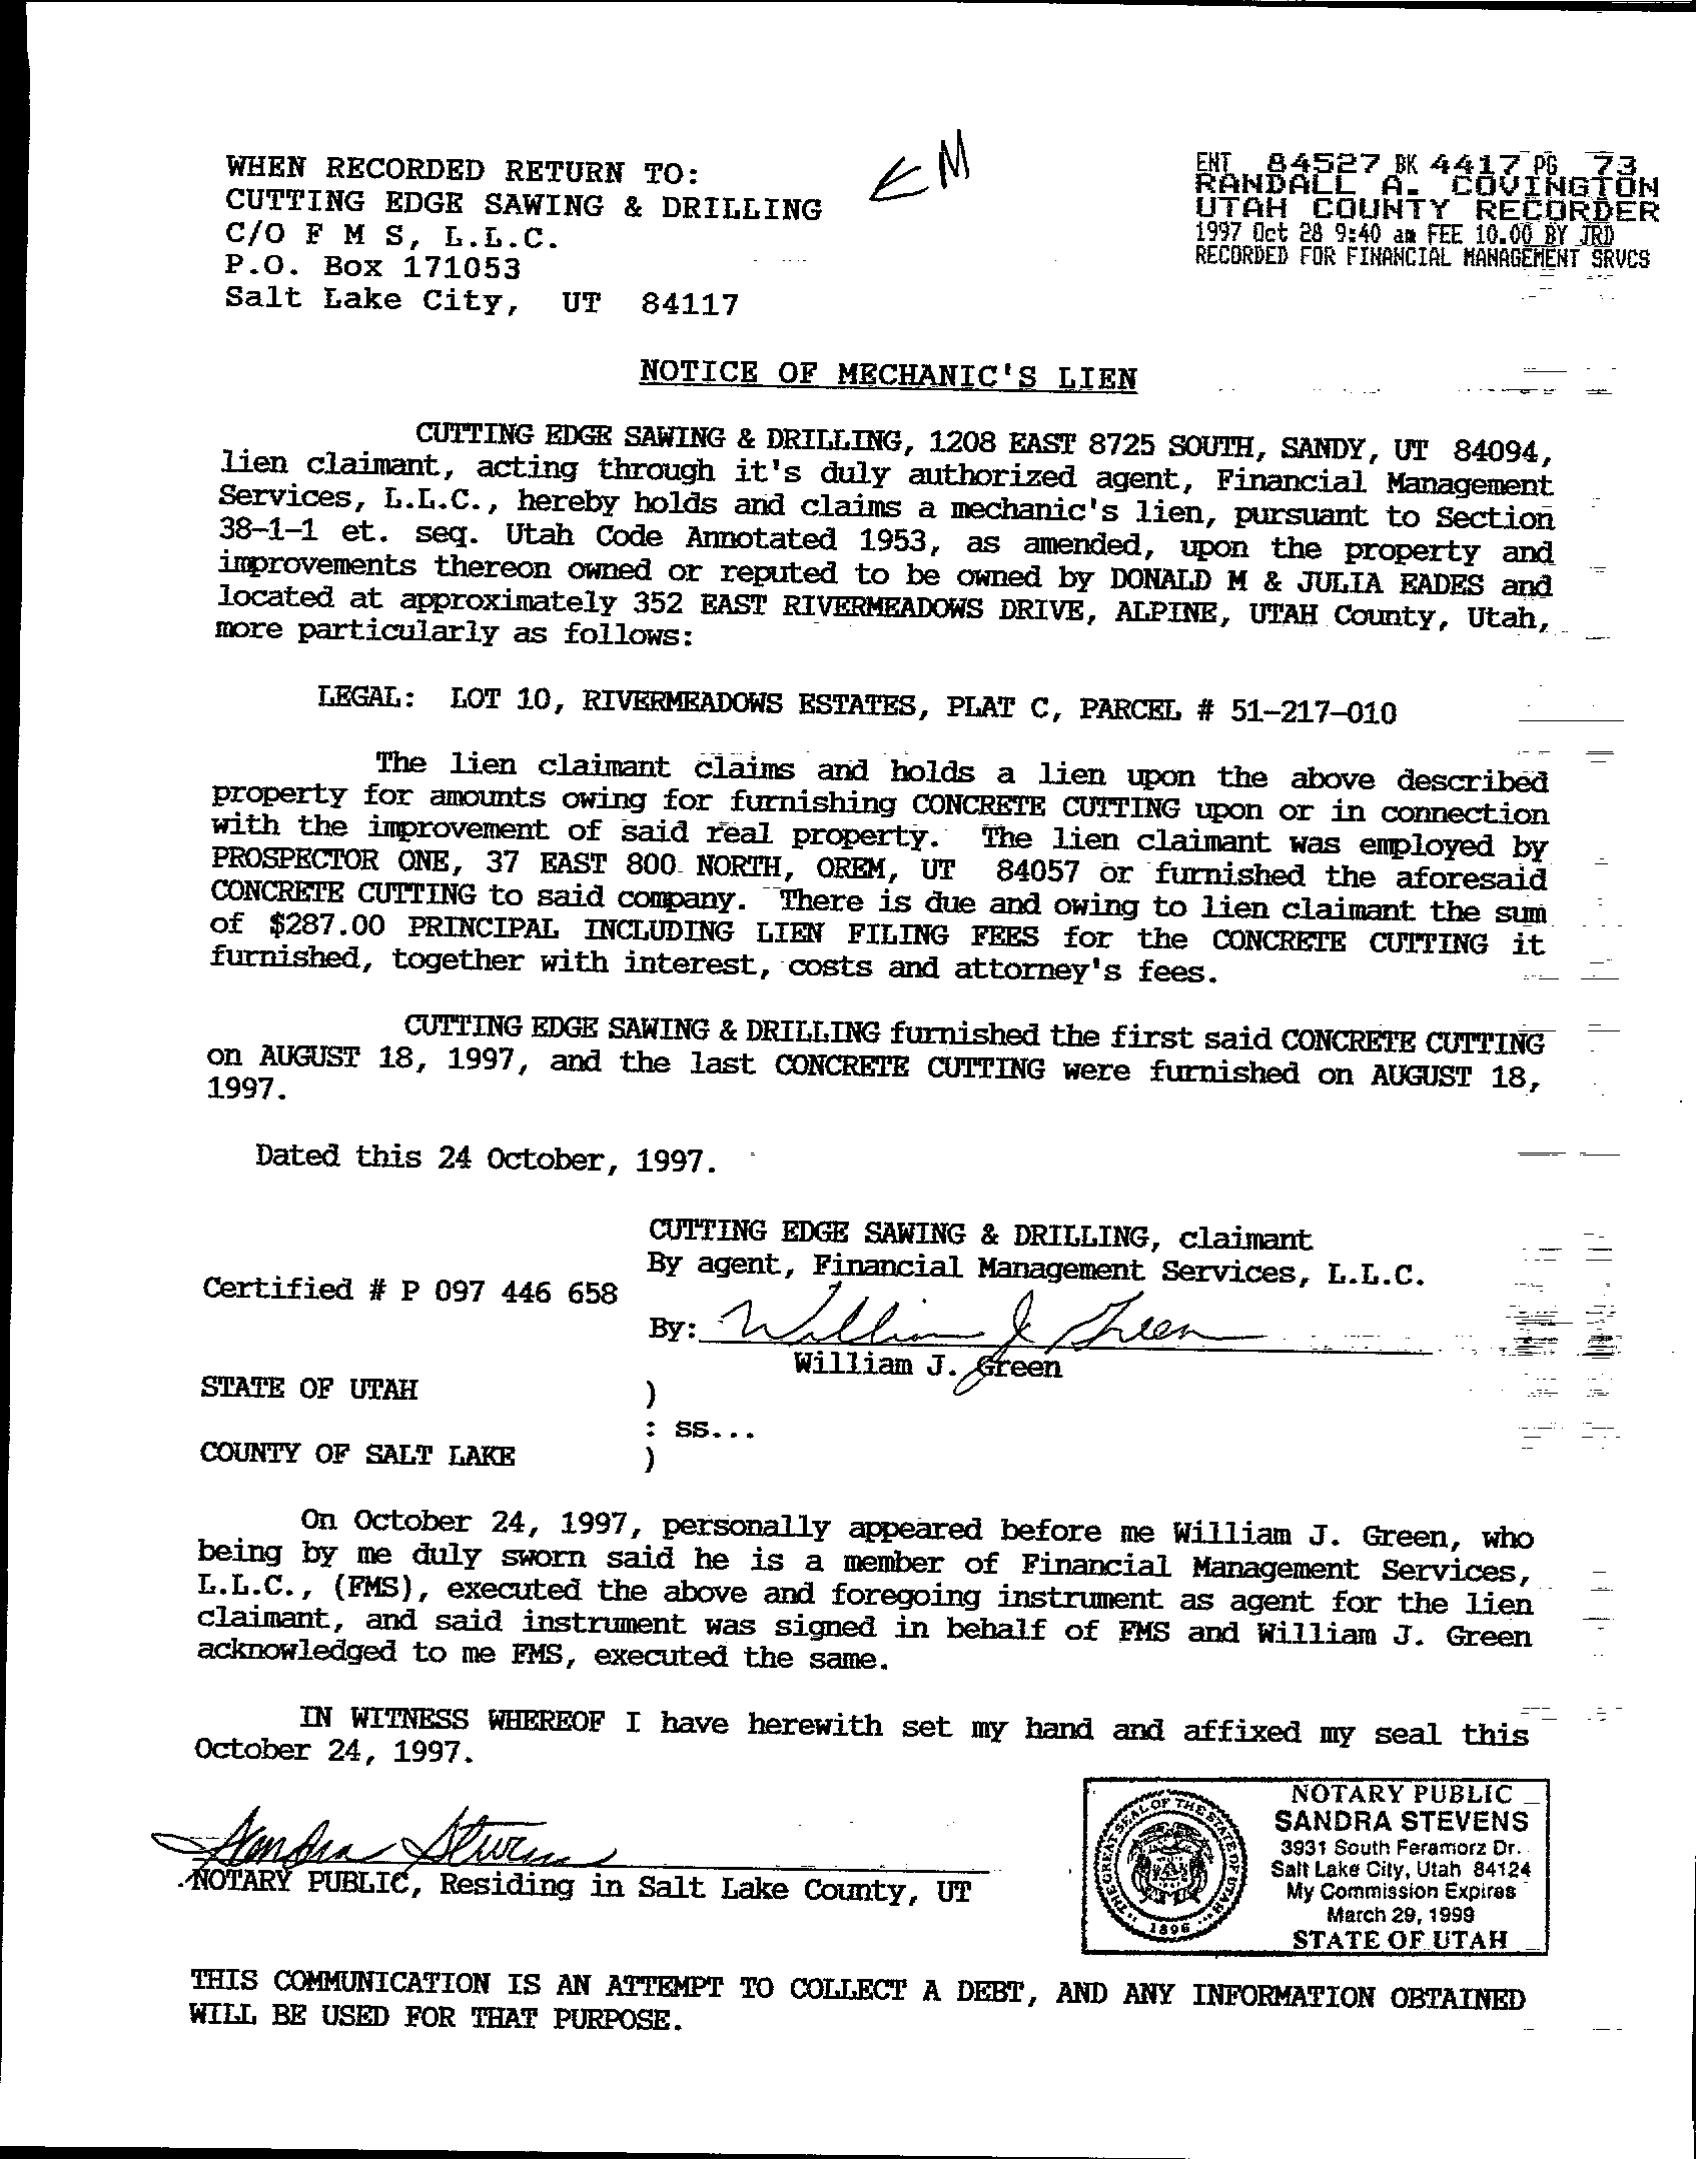 WHEN RECORDED RETURN TO:
CUTTING EDGE SAWING & DRILLING
C/O F M S, L.L.C.
P.O. Box 171053
Salt Lake City, UT 84117
EM
ENT 84527 BK 4417 PG 73
RANDALL A. COVINGTON
UTAH COUNTY RECORDER
1997 Oct 28 9:40 am FEE 10.00 BY JRD
RECORDED FOR FINANCIAL MANAGEMENT SRVCS
NOTICE OF MECHANIC'S LIEN
CUTTING EDGE SAWING & DRILLING, 1208 EAST 8725 SOUTH, SANDY, UT 84094,
lien claimant, acting through it's duly authorized agent, Financial Management
Services, L.L.C., hereby holds and claims a mechanic's lien, pursuant to Section
38-1-1 et. seq. Utah Code Annotated 1953, as amended, upon the property and
improvements thereon owned or reputed to be owned by DONALD M & JULIA EADES and
located at approximately 352 EAST RIVERMEADOWS DRIVE, ALPINE, UTAH County, Utah,
more particularly as follows:
LEGAL: LOT 10, RIVERMEADOWS ESTATES, PLAT C, PARCEL # 51-217-010
The lien claimant claims and holds a lien upon the above described
property for amounts owing for furnishing CONCRETE CUTTING upon or in connection
with the improvement of said real property. The lien claimant was employed by
PROSPECTOR ONE, 37 EAST 800 NORTH, OREM, UT 84057 or furnished the aforesaid
CONCRETE CUTTING to said company. There is due and owing to lien claimant the sum
of $287.00 PRINCIPAL INCLUDING LIEN FILING FEES for the CONCRETE CUTTING it
furnished, together with interest, costs and attorney's fees.
CUTTING EDGE SAWING & DRILLING furnished the first said CONCRETE CUTTING
on AUGUST 18, 1997, and the last CONCRETE CUTTING were furnished on AUGUST 18,
1997.
Dated this 24 October, 1997.
CUTTING EDGE SAWING & DRILLING, claimant
By agent, Financial Management Services, L.L.C.
Certified # P 097 446 658
By: William J Green
William J. Green
STATE OF UTAH )
: ss...
COUNTY OF SALT LAKE )
On October 24, 1997, personally appeared before me William J. Green, who
being by me duly sworn said he is a member of Financial Management Services,
L.L.C., (FMS), executed the above and foregoing instrument as agent for the lien
claimant, and said instrument was signed in behalf of FMS and William J. Green
acknowledged to me FMS, executed the same.
IN WITNESS WHEREOF I have herewith set my hand and affixed my seal this
October 24, 1997.
Sandra Stevens
NOTARY PUBLIC, Residing in Salt Lake County, UT
THE GREAT SEAL OF THE STATE OF UTAH
1896
NOTARY PUBLIC
SANDRA STEVENS
3931 South Feramorz Dr.
Salt Lake City, Utah 84124
My Commission Expires
March 29, 1999
STATE OF UTAH
THIS COMMUNICATION IS AN ATTEMPT TO COLLECT A DEBT, AND ANY INFORMATION OBTAINED
WILL BE USED FOR THAT PURPOSE.